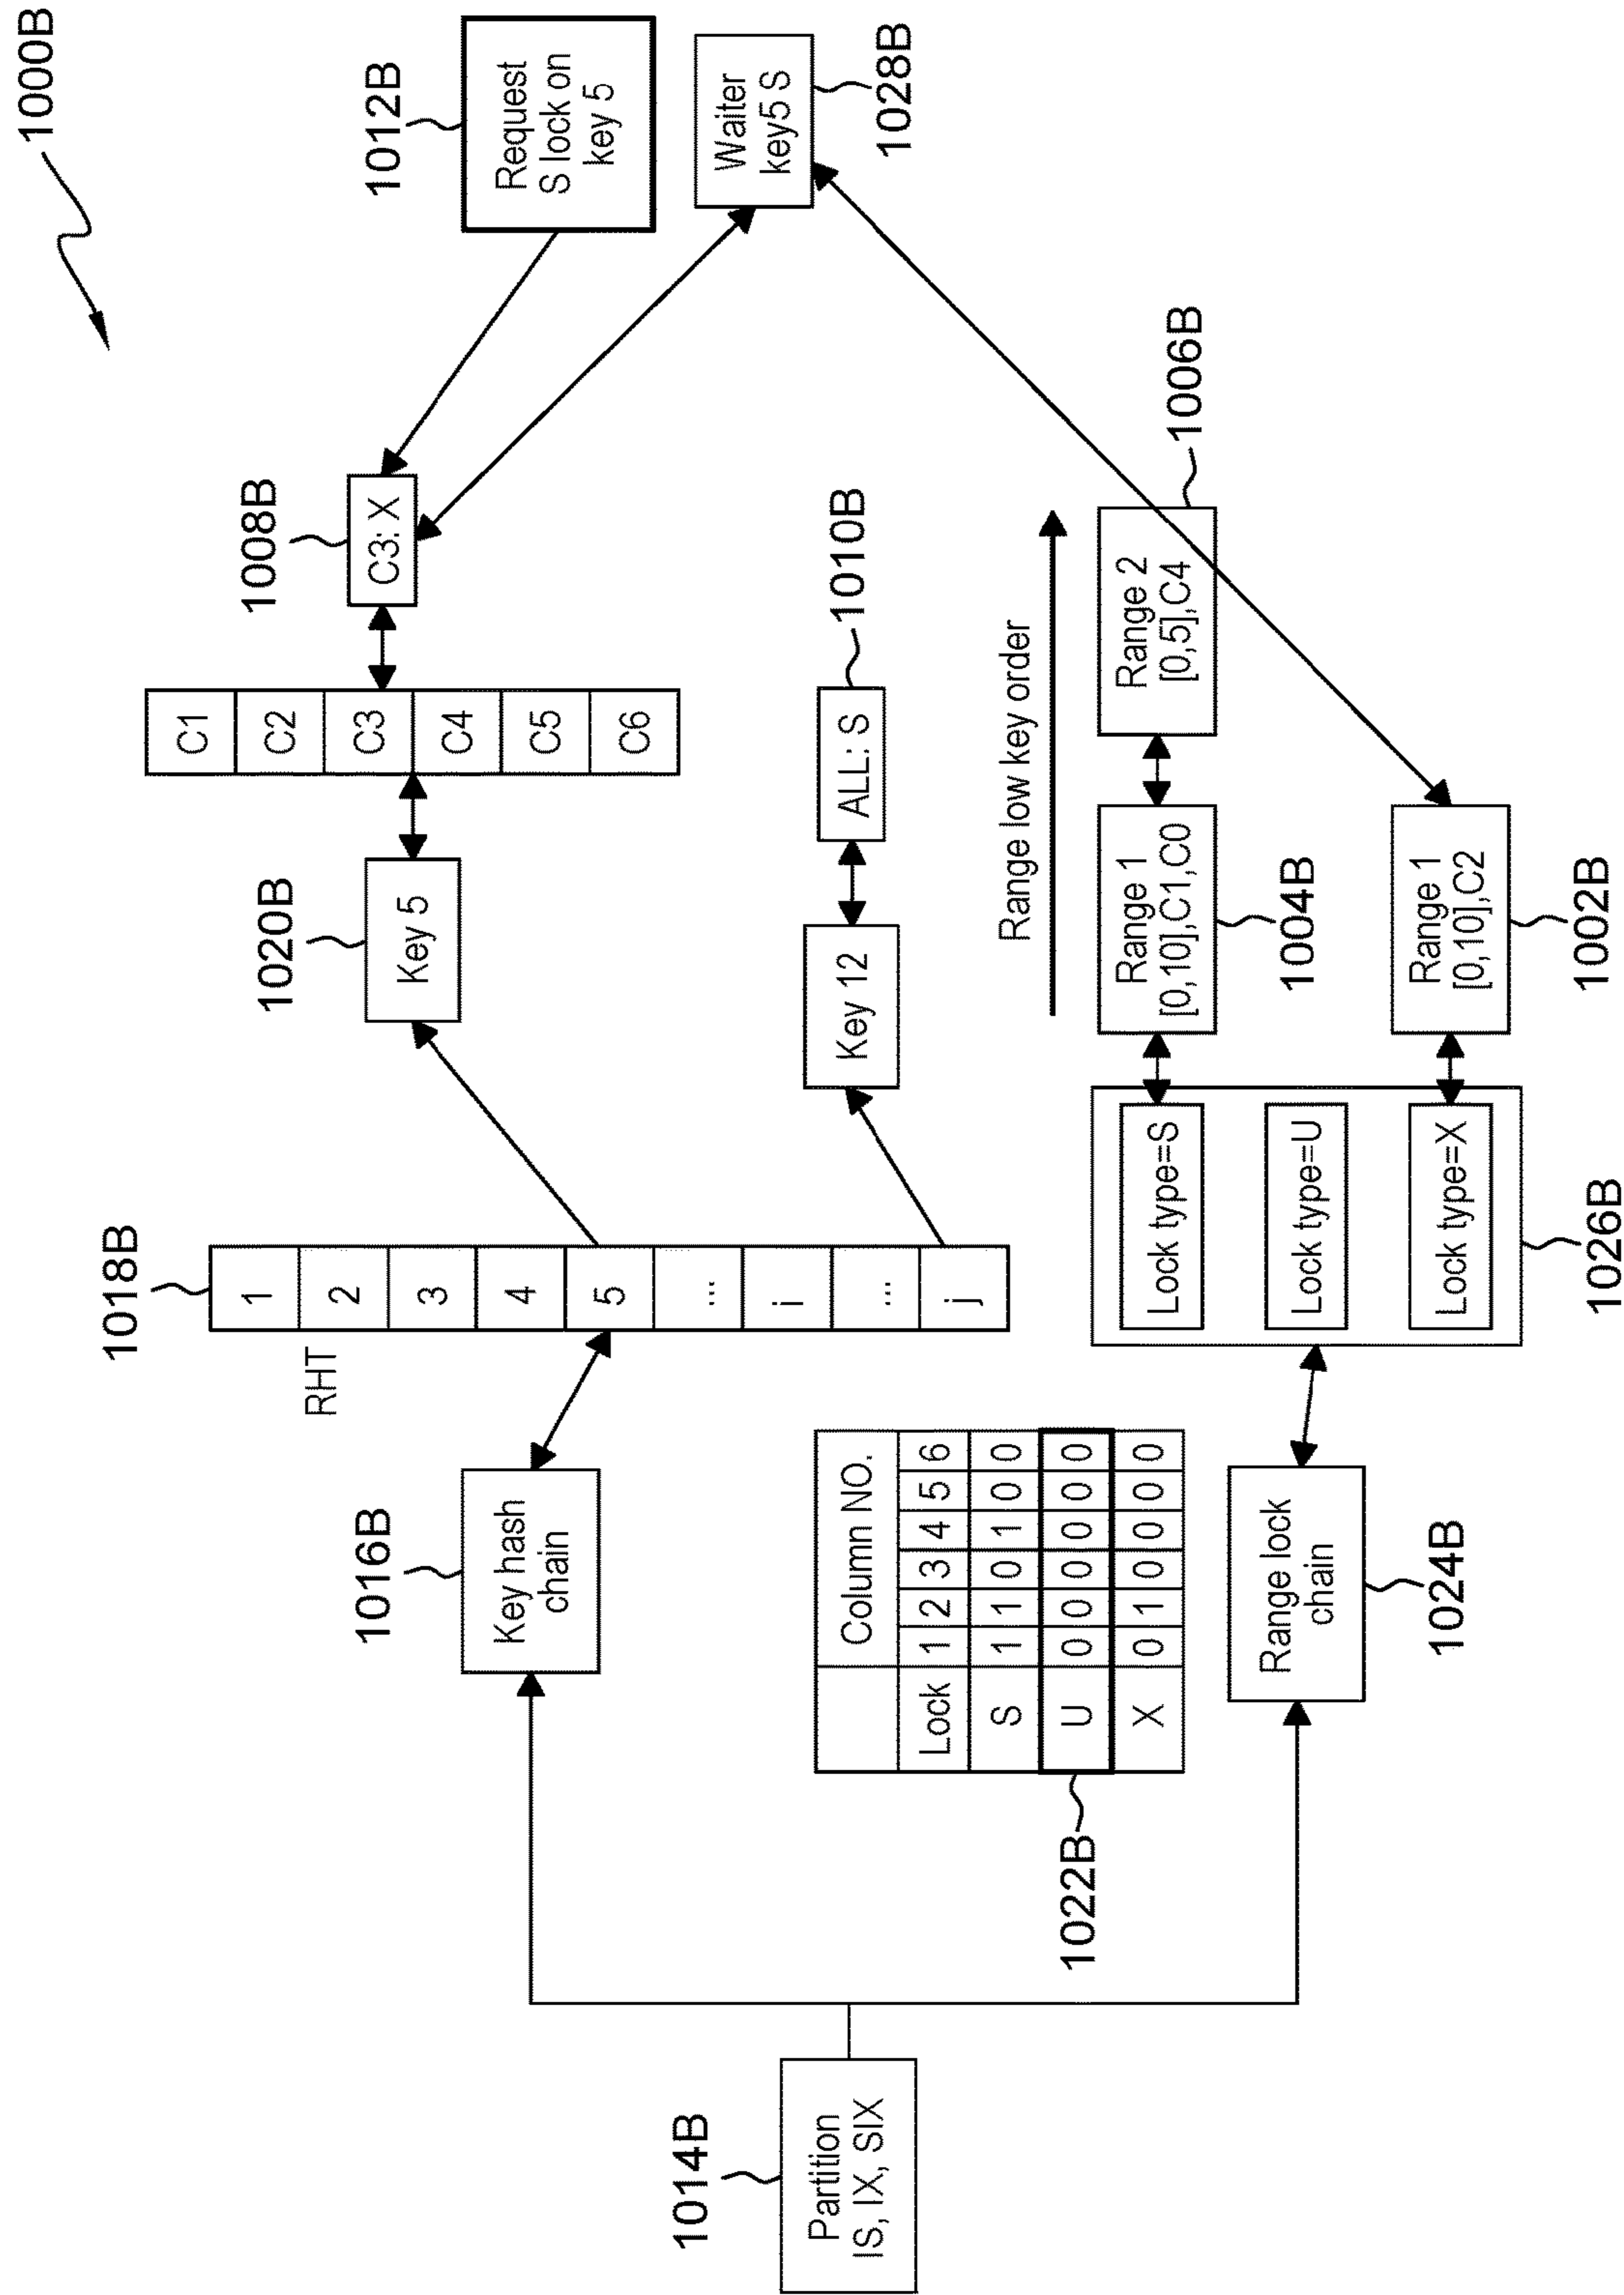 1000B
1012B
Request
S lock on
key 5
Waiter
key5 S
1028B
1008B
C3: X
C1
C2
C3
C4
C5
C6
1020B
Key 5
1010B
ALL: S
Key 12
Range low key order
Range 2
[0,5],C4
1006B
Range 1
[0,10],C1,C0
1004B
Range 1
[0,10],C2
1002B
1018B
RHT
1
2
3
4
5
...
i
...
j
Lock type=S
Lock type=U
Lock type=X
1026B
1016B
Key hash
chain
Column NO.
Lock 1 2 3 4 5 6
S 1 1 0 1 0 0
U 0 0 0 0 0 0
X 0 1 0 0 0 0
1022B
Range lock
chain
1024B
1014B
Partition
IS, IX, SIX